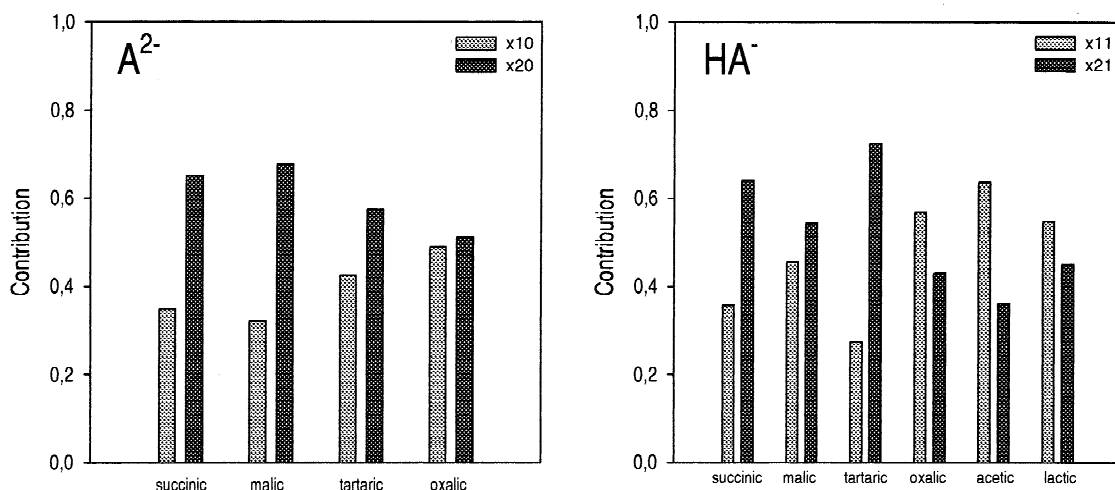 A2-
x10
x20
Contribution
1,0
0,8
0,6
0,4
0,2
0,0
succinic malic tartaric oxalic
HA-
x11
x21
Contribution
1,0
0,8
0,6
0,4
0,2
0,0
succinic malic tartaric oxalic acetic lactic